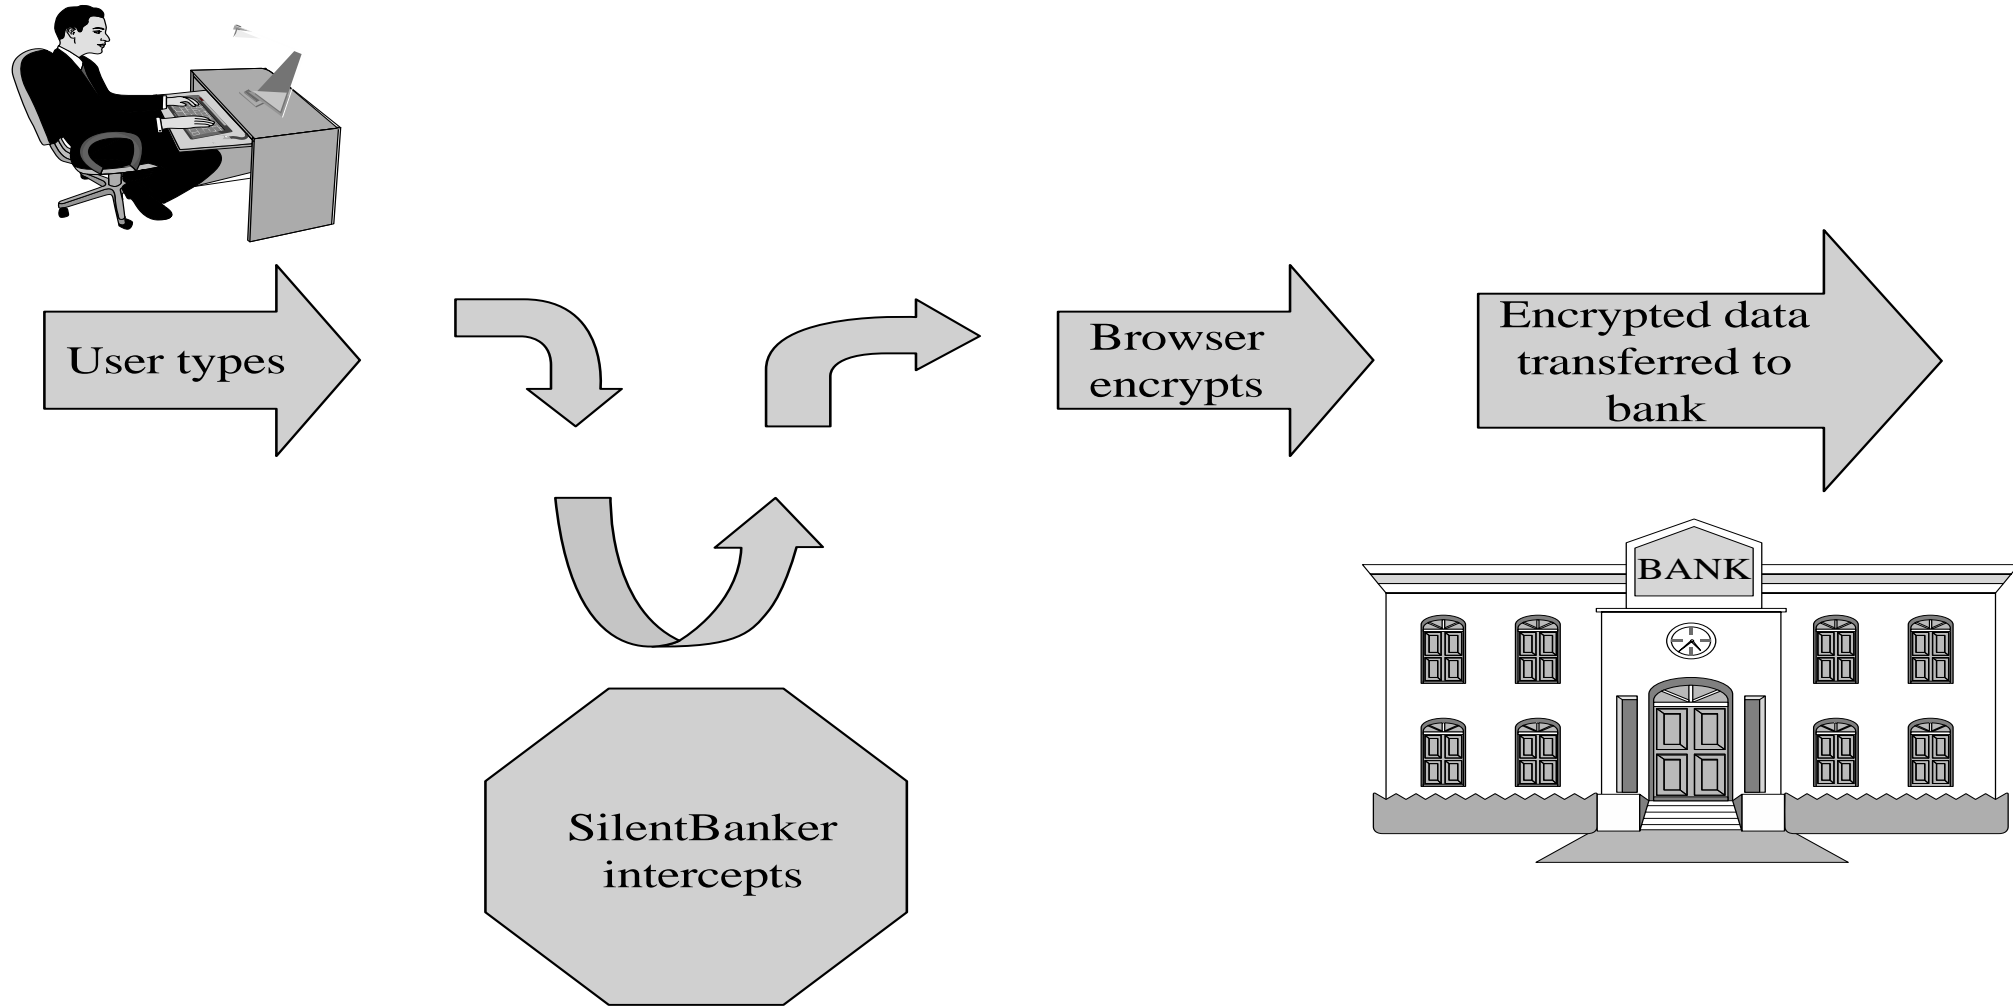 User types
Browser
encrypts
Encrypted data
transferred to
bank
BANK
SilentBanker
intercepts